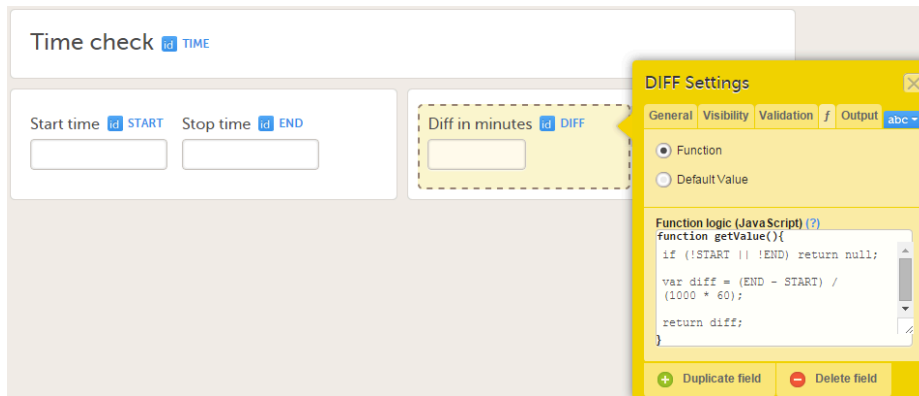 Time check id TIME
Start time id START Stop time id END
Diff in minutes id DIFF
DIFF Settings
General Visibility Validation f Output abc
Function
Default Value
Function logic (JavaScript) (?)
function getValue(){
if (!START || !END) return null;
var diff = (END - START) /
(1000 * 60);
return diff;
}
Duplicate field Delete field